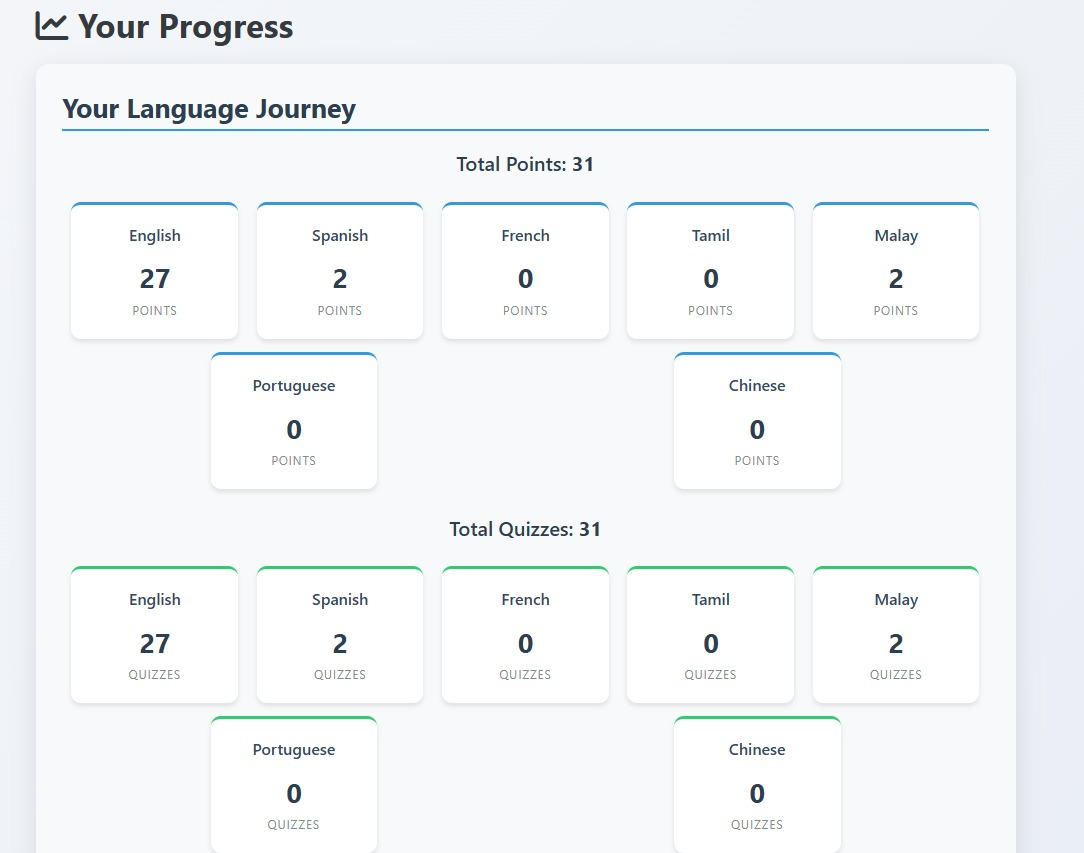 Your Progress
Your Language Journey
Total Points: 31
English Spanish French Tamil Malay
27 2 0 0 2
POINTS POINTS POINTS POINTS POINTS
Portuguese Chinese
0 0
POINTS POINTS
Total Quizzes: 31
English Spanish French Tamil Malay
27 2 0 0 2
QUIZZES QUIZZES QUIZZES QUIZZES QUIZZES
Portuguese Chinese
0 0
QUIZZES QUIZZES